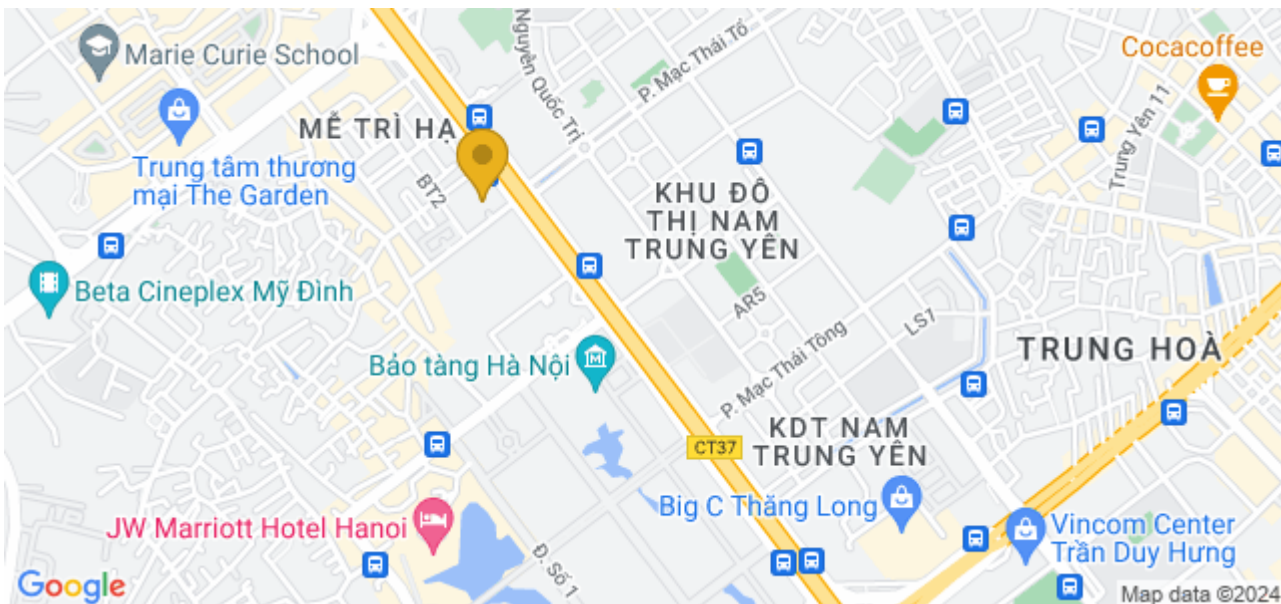 Marie Curie School
Trung tâm thương
mại The Garden
MỄ TRÌ HẠ
BT2
Nguyễn Quốc Trị
P. Mạc Thái Tổ
Cocacoffee
Trung Yên 11
KHU ĐÔ
THỊ NAM
TRUNG YÊN
Beta Cineplex Mỹ Đình
Bảo tàng Hà Nội
AR5
LS7
P. Mạc Thái Tông
TRUNG HOÀ
KDT NAM
TRUNG YÊN
CT37
Big C Thăng Long
JW Marriott Hotel Hanoi
Đ. Số 1
Vincom Center
Trần Duy Hưng
Google
Map data ©2024